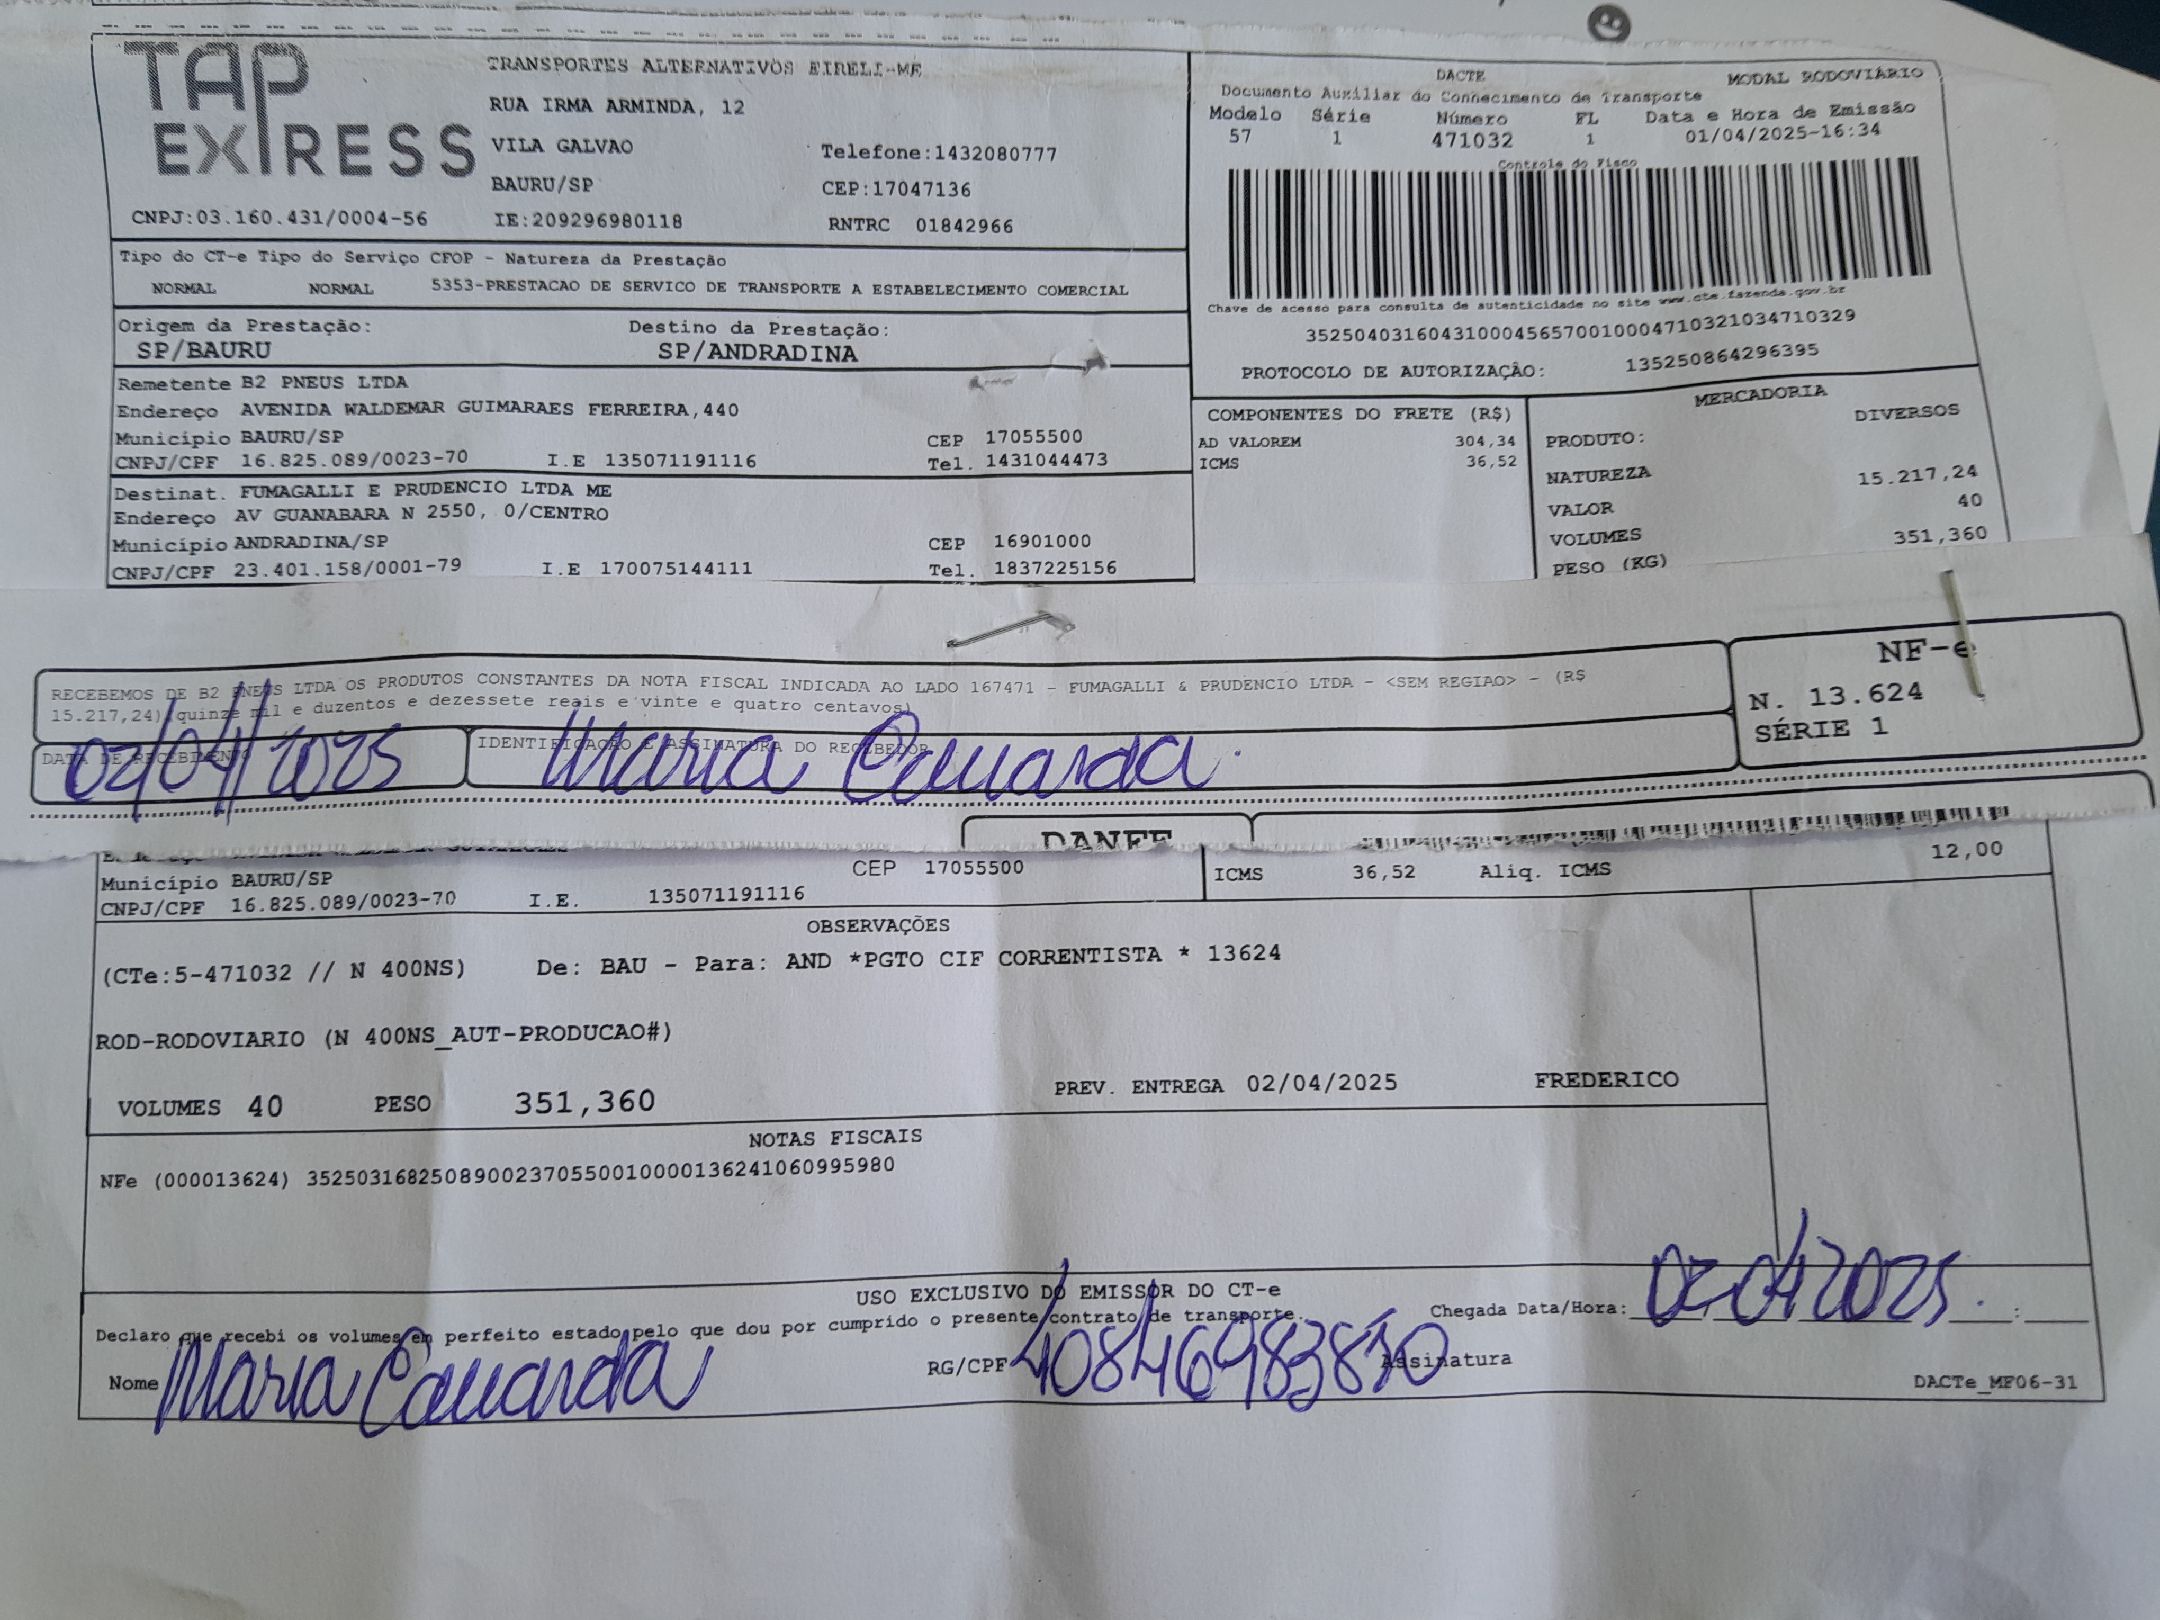 TAP EXPRESS
TRANSPORTES ALTERNATIVOS EIRELI-ME
RUA IRMA ARMINDA, 12
VILA GALVAO Telefone:1432080777
BAURU/SP CEP:17047136
CNPJ:03.160.431/0004-56 IE:209296980118 RNTRC 01842966
Tipo do CT-e Tipo do Serviço CFOP - Natureza da Prestação
NORMAL NORMAL 5353-PRESTACAO DE SERVICO DE TRANSPORTE A ESTABELECIMENTO COMERCIAL
Origem da Prestação: Destino da Prestação:
SP/BAURU SP/ANDRADINA
Remetente B2 PNEUS LTDA
Endereço AVENIDA WALDEMAR GUIMARAES FERREIRA,440
Município BAURU/SP CEP 17055500
CNPJ/CPF 16.825.089/0023-70 I.E 135071191116 Tel. 1431044473
Destinat. FUMAGALLI E PRUDENCIO LTDA ME
Endereço AV GUANABARA N 2550, 0/CENTRO
Município ANDRADINA/SP CEP 16901000
CNPJ/CPF 23.401.158/0001-79 I.E 170075144111 Tel. 1837225156
DACTE MODAL RODOVIÁRIO
Documento Auxiliar do Conhecimento de Transporte
Modelo Série Número FL Data e Hora de Emissão
57 1 471032 1 01/04/2025-16:34
Controle do Fisco
Chave de acesso para consulta de autenticidade no site www.cte.fazenda.gov.br
35250403160431000456570010004710321034710329
PROTOCOLO DE AUTORIZAÇÃO: 135250864296395
COMPONENTES DO FRETE (R$)
AD VALOREM 304,34
ICMS 36,52
MERCADORIA
PRODUTO: DIVERSOS
NATUREZA 15.217,24
VALOR 40
VOLUMES 351,360
PESO (KG)
RECEBEMOS DE B2 PNEUS LTDA OS PRODUTOS CONSTANTES DA NOTA FISCAL INDICADA AO LADO 167471 - FUMAGALLI & PRUDENCIO LTDA - <SEM REGIAO> - (R$
15.217,24) (quinze mil e duzentos e dezessete reais e vinte e quatro centavos)
DATA DE RECEBIMENTO IDENTIFICAÇÃO E ASSINATURA DO RECEBEDOR
02/04/2025 Maria Eduarda
NF-e
N. 13.624
SÉRIE 1
DANFE
Município BAURU/SP CEP 17055500
CNPJ/CPF 16.825.089/0023-70 I.E. 135071191116
ICMS 36,52 Aliq. ICMS 12,00
OBSERVAÇÕES
(CTe:5-471032 // N 400NS) De: BAU - Para: AND *PGTO CIF CORRENTISTA * 13624
ROD-RODOVIARIO (N 400NS_AUT-PRODUCAO#)
VOLUMES 40 PESO 351,360 PREV. ENTREGA 02/04/2025 FREDERICO
NOTAS FISCAIS
NFe (000013624) 35250316825089002370550010000136241060995980
USO EXCLUSIVO DO EMISSOR DO CT-e
Declaro que recebi os volumes em perfeito estado pelo que dou por cumprido o presente contrato de transporte. Chegada Data/Hora: 02/04/2025 :
Nome Maria Eduarda RG/CPF 40846983870 Assinatura
DACTe_MF06-31